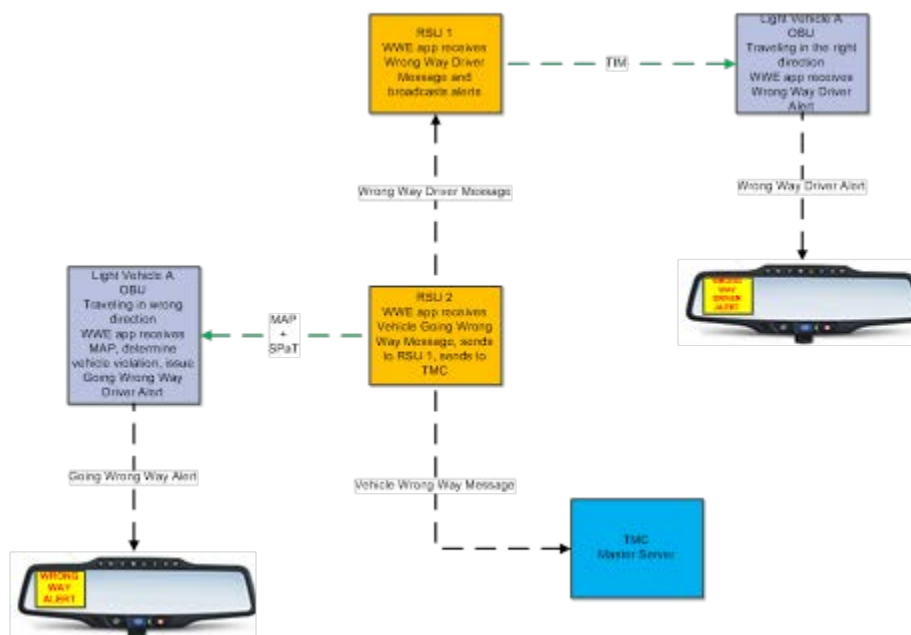 RSU 1
WWE app receives
Wrong Way Driver
Message and
broadcasts alerts
TIM
Light Vehicle A
OBU
Traveling in the right
direction
WWE app receives
Wrong Way Driver
Alert
Wrong Way Driver Message
Wrong Way Driver Alert
WRONG
WAY
DRIVER
ALERT
Light Vehicle A
OBU
Traveling in wrong
direction
WWE app receives
MAP, determine
vehicle violation, issue
Going Wrong Way
Driver Alert
MAP
+
SPaT
RSU 2
WWE app receives
Vehicle Going Wrong
Way Message, sends
to RSU 1, sends to
TMC
Going Wrong Way Alert
Vehicle Wrong Way Message
TMC
Master Server
WRONG
WAY
ALERT